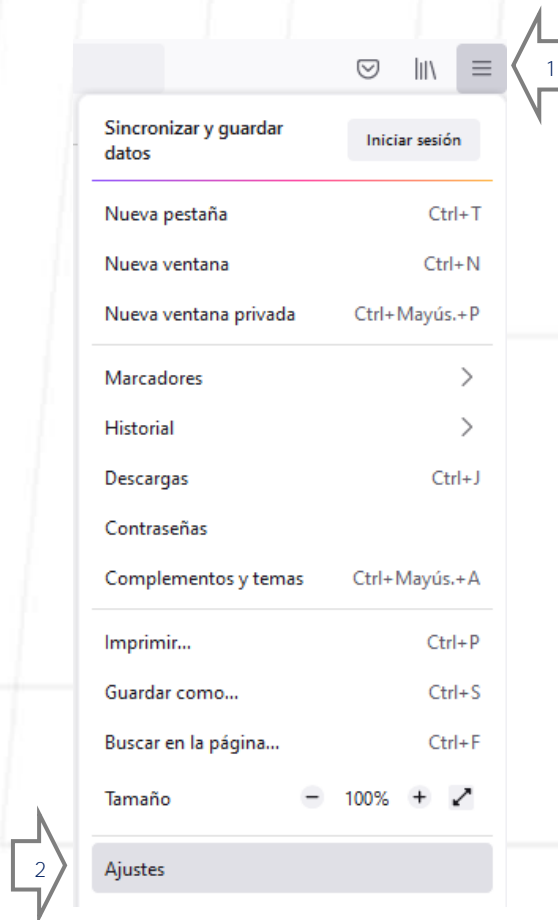 1
Sincronizar y guardar
datos
Iniciar sesión
Nueva pestaña Ctrl+T
Nueva ventana Ctrl+N
Nueva ventana privada Ctrl+Mayús.+P
Marcadores
Historial
Descargas Ctrl+J
Contraseñas
Complementos y temas Ctrl+Mayús.+A
Imprimir... Ctrl+P
Guardar como... Ctrl+S
Buscar en la página... Ctrl+F
Tamaño − 100% +
2 Ajustes